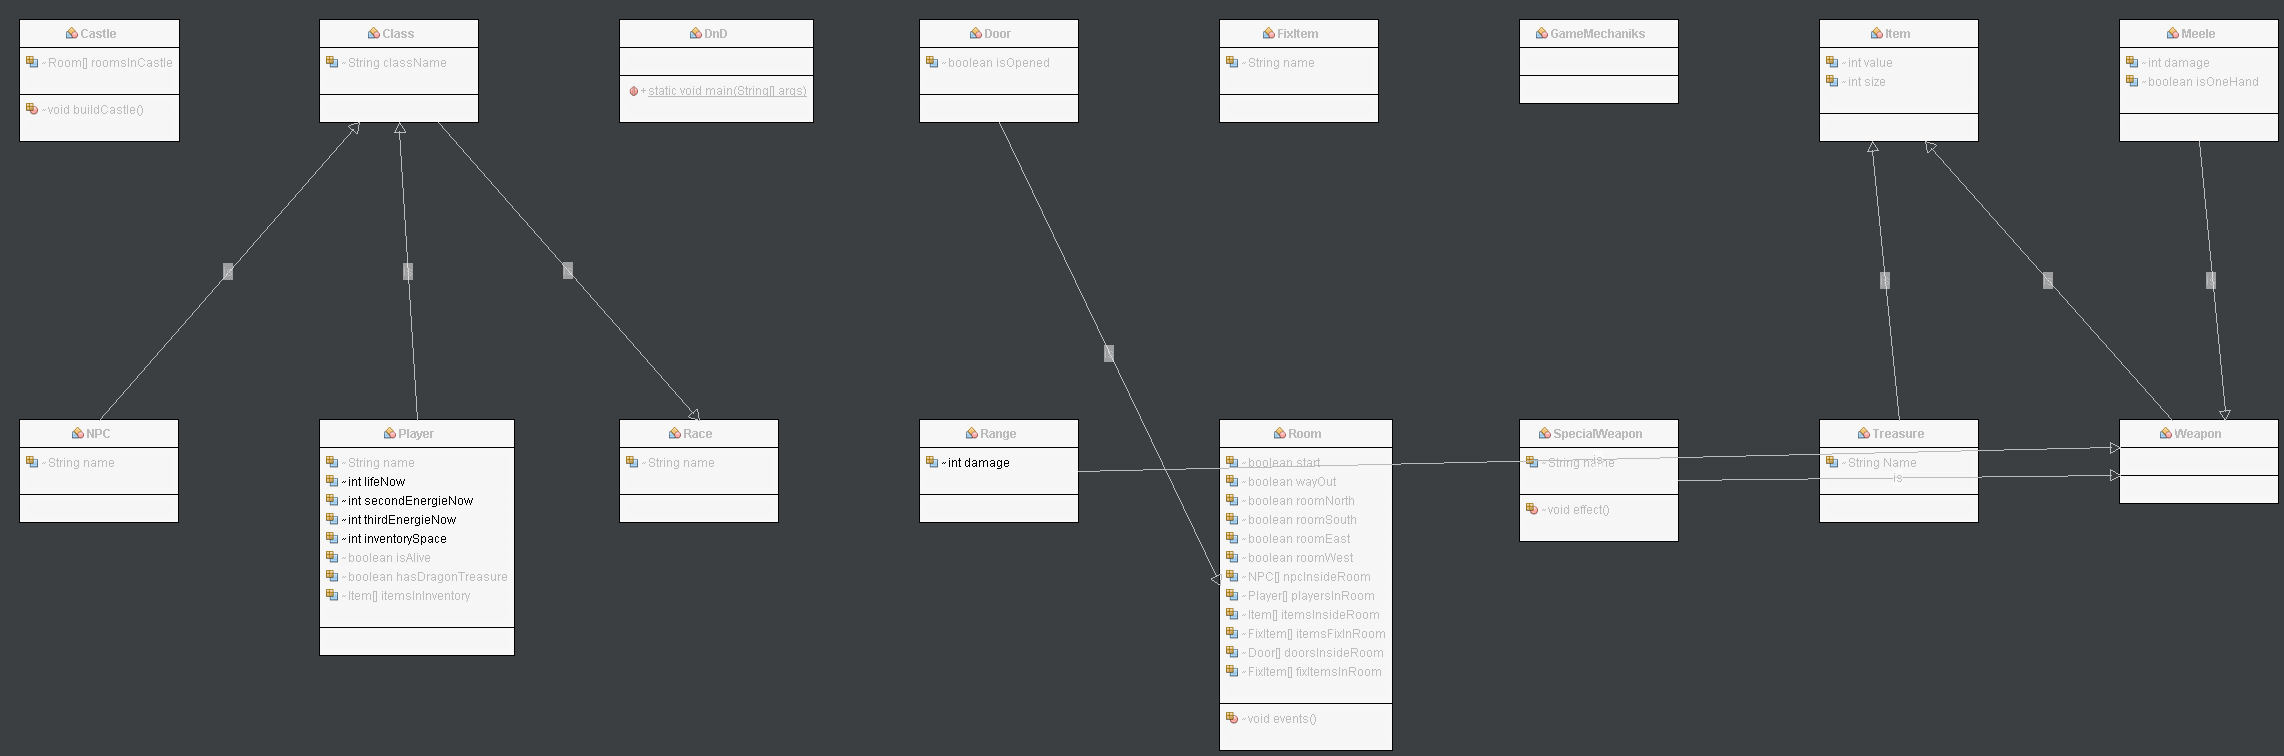 Castle
~Room[] roomsInCastle
~void buildCastle()
Class
~String className
DnD
+static void main(String[] args)
Door
~boolean isOpened
FixItem
~String name
GameMechaniks
Item
~int value
~int size
Meele
~int damage
~boolean isOneHand
NPC
~String name
Player
~String name
~int lifeNow
~int secondEnergieNow
~int thirdEnergieNow
~int inventorySpace
~boolean isAlive
~boolean hasDragonTreasure
~Item[] itemsInInventory
Race
~String name
Range
~int damage
Room
~boolean start
~boolean wayOut
~boolean roomNorth
~boolean roomSouth
~boolean roomEast
~boolean roomWest
~NPC[] npcInsideRoom
~Player[] playersInRoom
~Item[] itemsInsideRoom
~FixItem[] itemsFixInRoom
~Door[] doorsInsideRoom
~FixItem[] fixItemsInRoom
~void events()
SpecialWeapon
~String name
is
~void effect()
Treasure
~String Name
is
Weapon